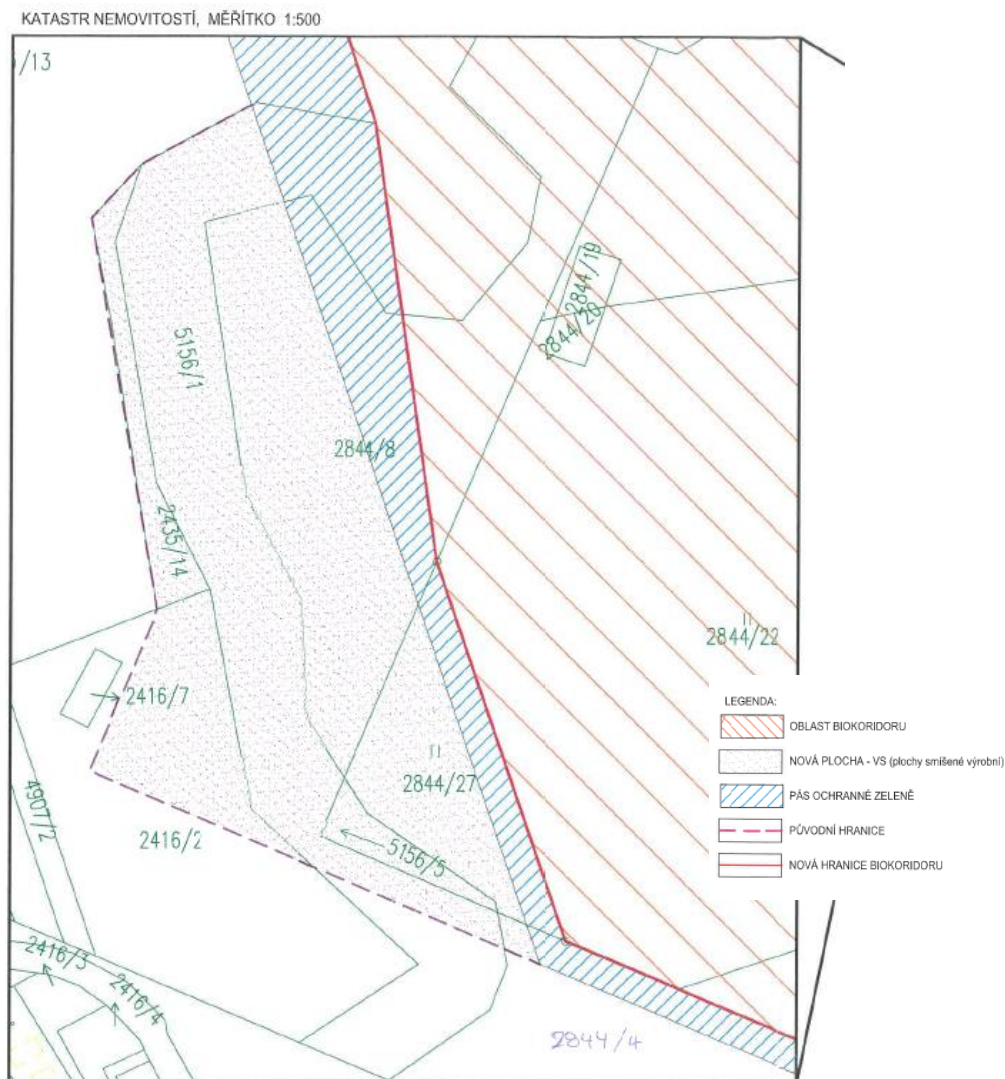 KATASTR NEMOVITOSTÍ, MĚŘÍTKO 1:500
/13
2844/19
2844/20
5156/1
2844/8
2435/14
2844/22
2416/7
LEGENDA:
OBLAST BIOKORIDORU
NOVÁ PLOCHA - VS (plochy smíšené výrobní)
PÁS OCHRANNÉ ZELENĚ
PŮVODNÍ HRANICE
NOVÁ HRANICE BIOKORIDORU
2844/27
4907/2
2416/2
5156/5
2416/3
2416/4
2844/4